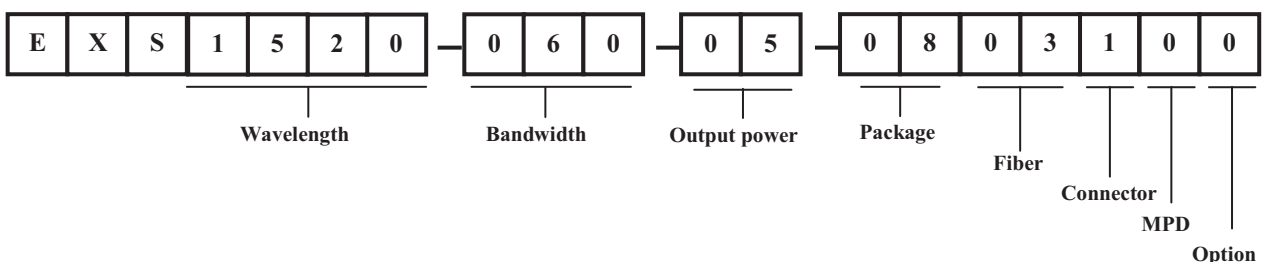 E X S 1 5 2 0 - 0 6 0 - 0 5 - 0 8 0 3 1 0 0
Wavelength Bandwidth Output power Package
Fiber
Connector
MPD
Option